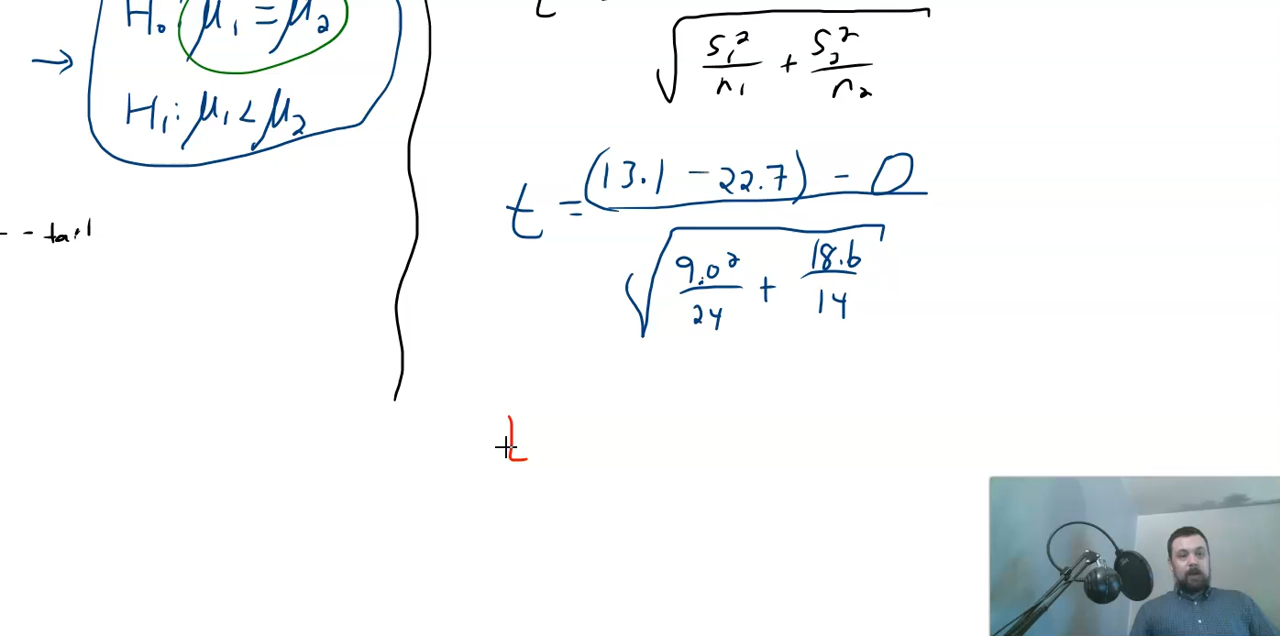 H₀: μ₁ = μ₂
→
H₁: μ₁ < μ₂
- - tail
t
√ s₁²/n₁ + s₂²/n₂
t = (13.1 - 22.7) - 0
√ 9.0²/24 + 18.6/14
t